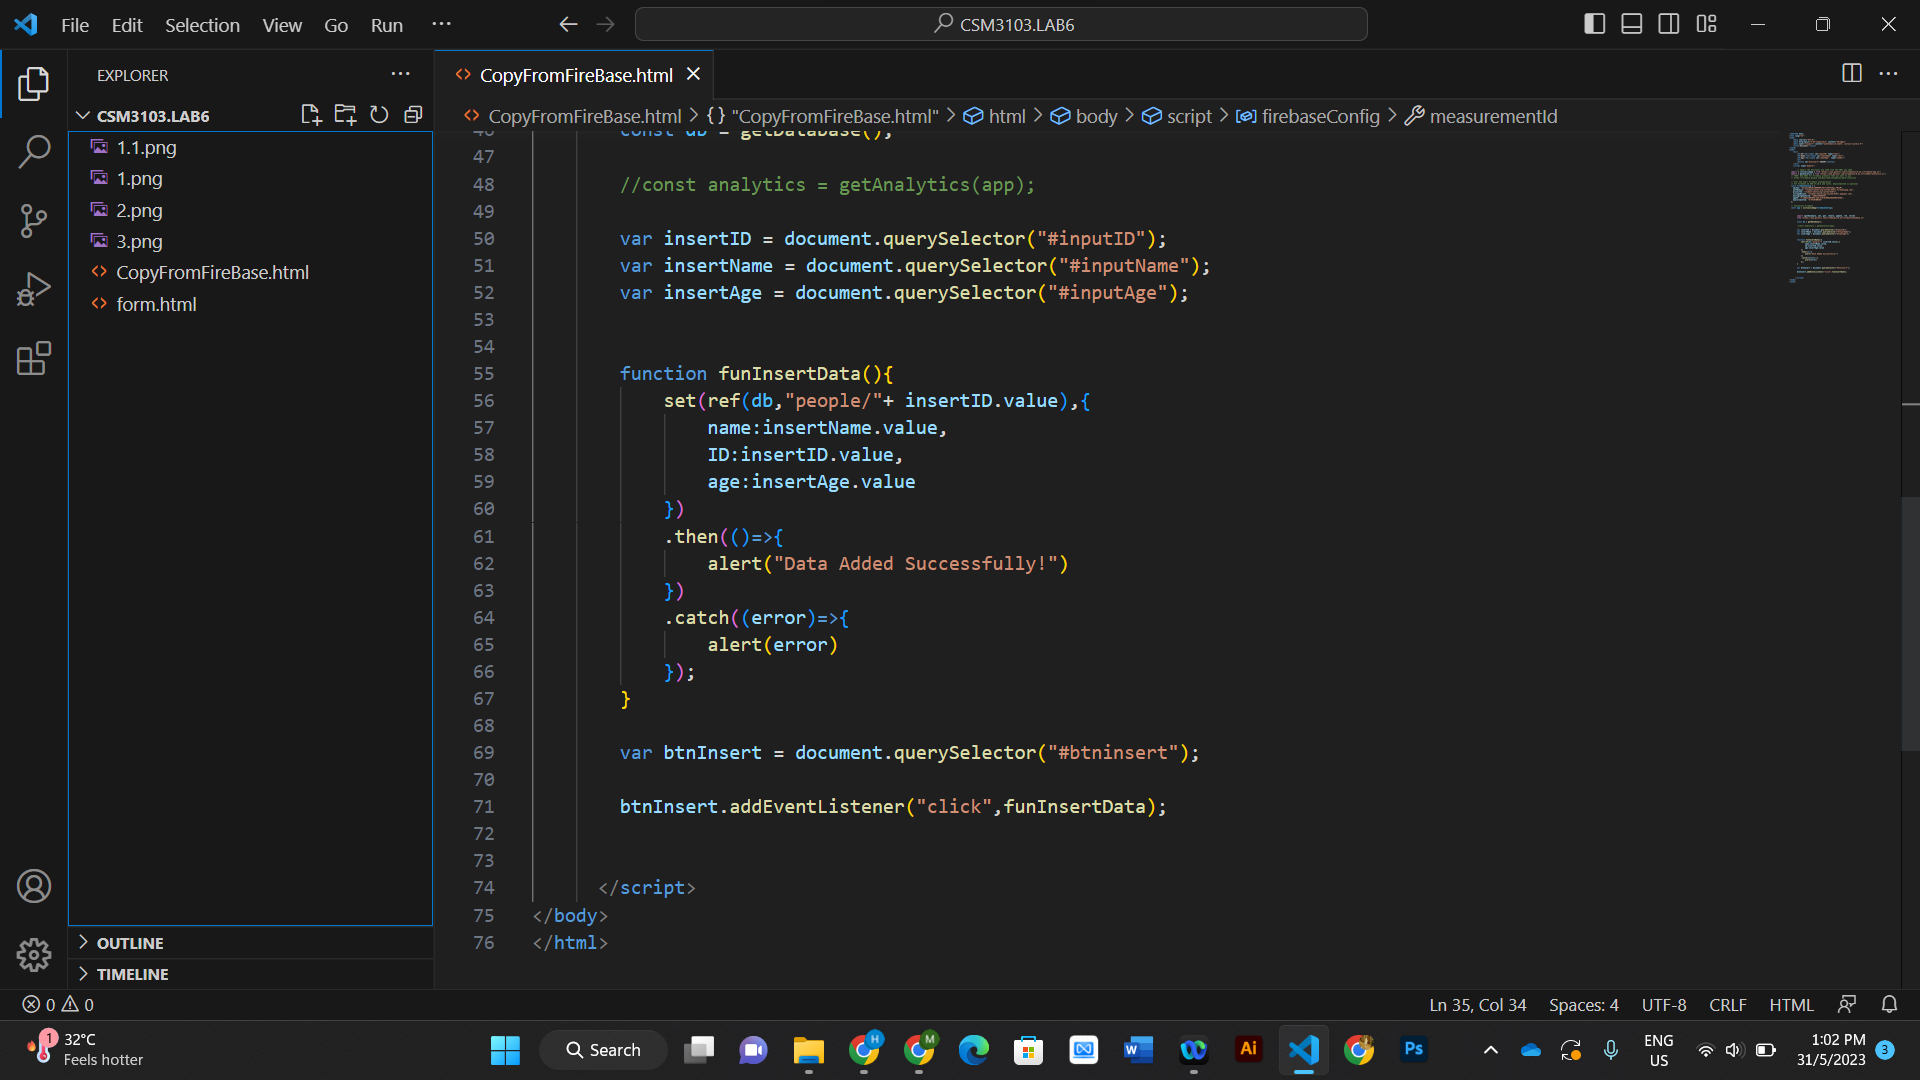 File Edit Selection View Go Run ···
CSM3103.LAB6
EXPLORER
CSM3103.LAB6
1.1.png
1.png
2.png
3.png
CopyFromFireBase.html
form.html
OUTLINE
TIMELINE
CopyFromFireBase.html
CopyFromFireBase.html > {} "CopyFromFireBase.html" > html > body > script > firebaseConfig > measurementId
46 const db = getDatabase();
47
48 //const analytics = getAnalytics(app);
49
50 var insertID = document.querySelector("#inputID");
51 var insertName = document.querySelector("#inputName");
52 var insertAge = document.querySelector("#inputAge");
53
54
55 function funInsertData(){
56 set(ref(db,"people/"+ insertID.value),{
57 name:insertName.value,
58 ID:insertID.value,
59 age:insertAge.value
60 })
61 .then(()=>{
62 alert("Data Added Successfully!")
63 })
64 .catch((error)=>{
65 alert(error)
66 });
67 }
68
69 var btnInsert = document.querySelector("#btninsert");
70
71 btnInsert.addEventListener("click",funInsertData);
72
73
74 </script>
75 </body>
76 </html>
0 0
Ln 35, Col 34 Spaces: 4 UTF-8 CRLF HTML
1
32°C
Feels hotter
Search
H
M
W
Ai
Ps
ENG
US
1:02 PM
31/5/2023
3